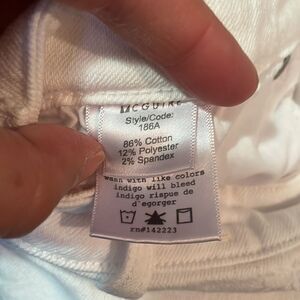 MCGUIRE
Style/Code:
186A
86% Cotton
12% Polyester
2% Spandex
wash with like colors
indigo will bleed
indigo risque de
d'egorger
rn#142223